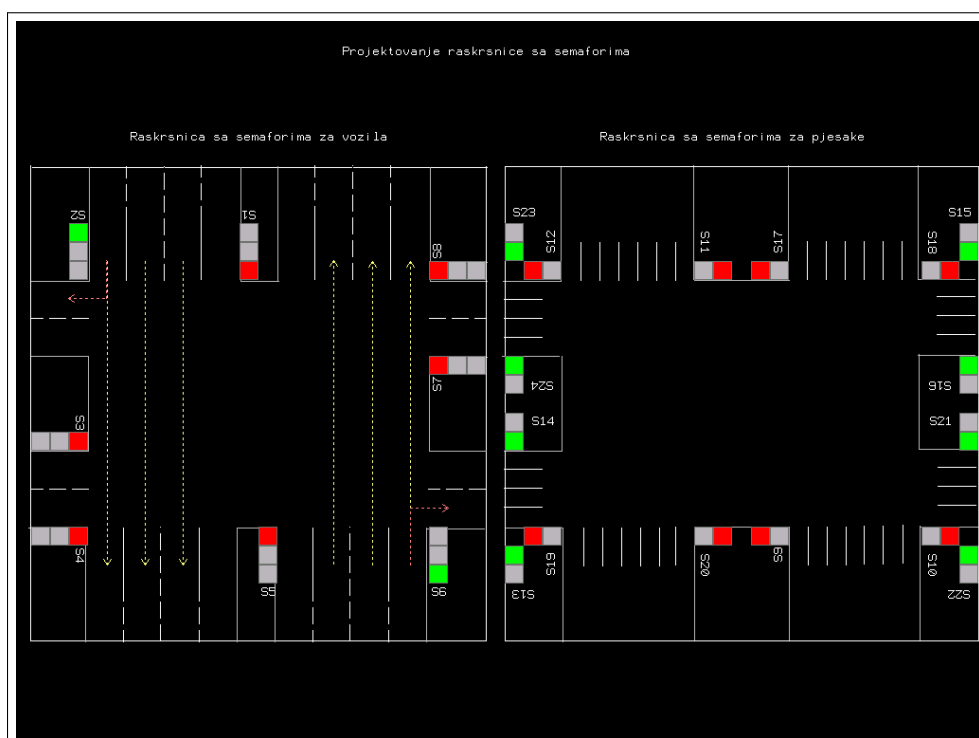 Projektovanje raskrsnice sa semaforima
Raskrsnica sa semaforima za vozila
Raskrsnica sa semaforima za pjesake
S2
S1
S8
S7
S3
S4
S5
S6
S23
S12
S11
S17
S18
S15
S24
S14
S16
S21
S13
S19
S20
S9
S10
S22